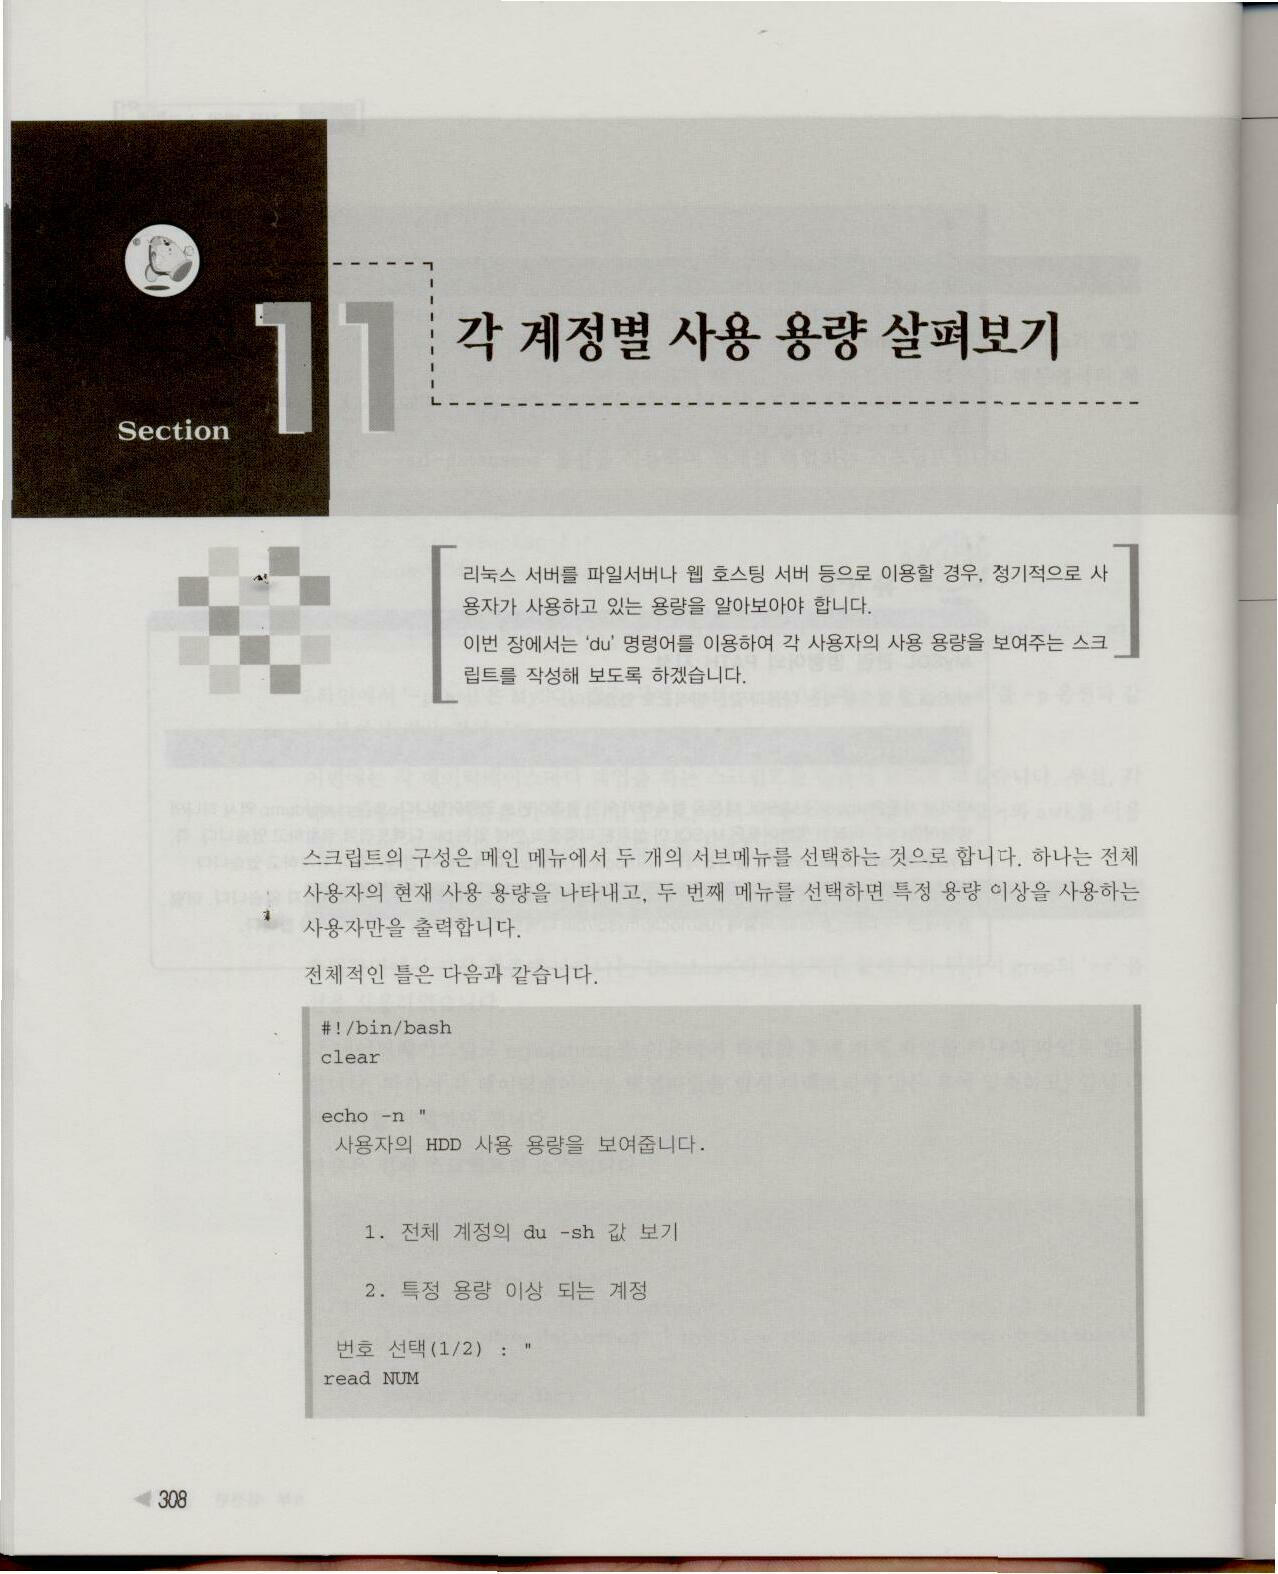 Section
11
각 계정별 사용 용량 살펴보기
리눅스 서버를 파일서버나 웹 호스팅 서버 등으로 이용할 경우, 정기적으로 사
용자가 사용하고 있는 용량을 알아보아야 합니다.
이번 장에서는 'du' 명령어를 이용하여 각 사용자의 사용 용량을 보여주는 스크
립트를 작성해 보도록 하겠습니다.
스크립트의 구성은 메인 메뉴에서 두 개의 서브메뉴를 선택하는 것으로 합니다. 하나는 전체
사용자의 현재 사용 용량을 나타내고, 두 번째 메뉴를 선택하면 특정 용량 이상을 사용하는
사용자만을 출력합니다.
전체적인 틀은 다음과 같습니다.
#!/bin/bash
clear
echo -n "
사용자의 HDD 사용 용량을 보여줍니다.
1. 전체 계정의 du -sh 값 보기
2. 특정 용량 이상 되는 계정
번호 선택(1/2) : "
read NUM
308